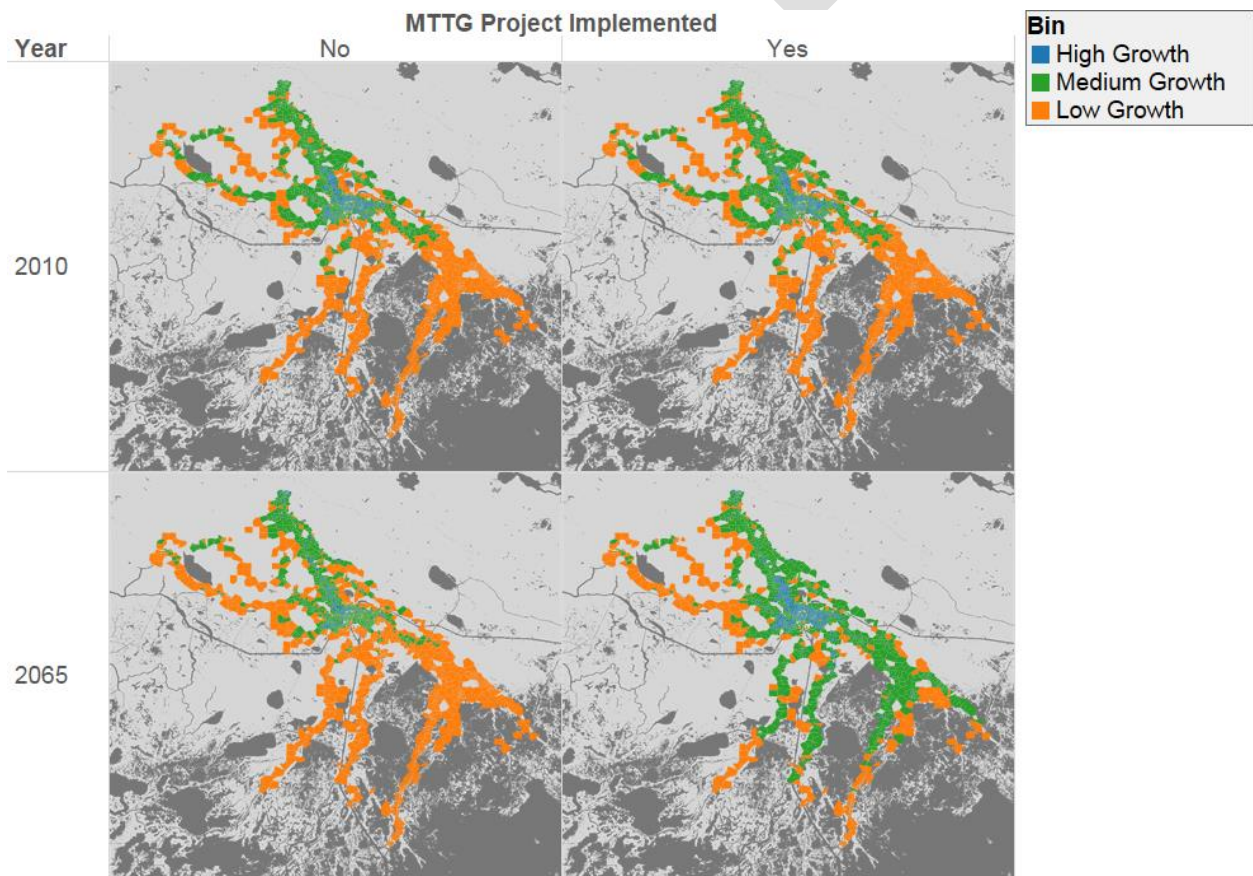 MTTG Project Implemented
Year
No
Yes
2010
2065
Bin
High Growth
Medium Growth
Low Growth